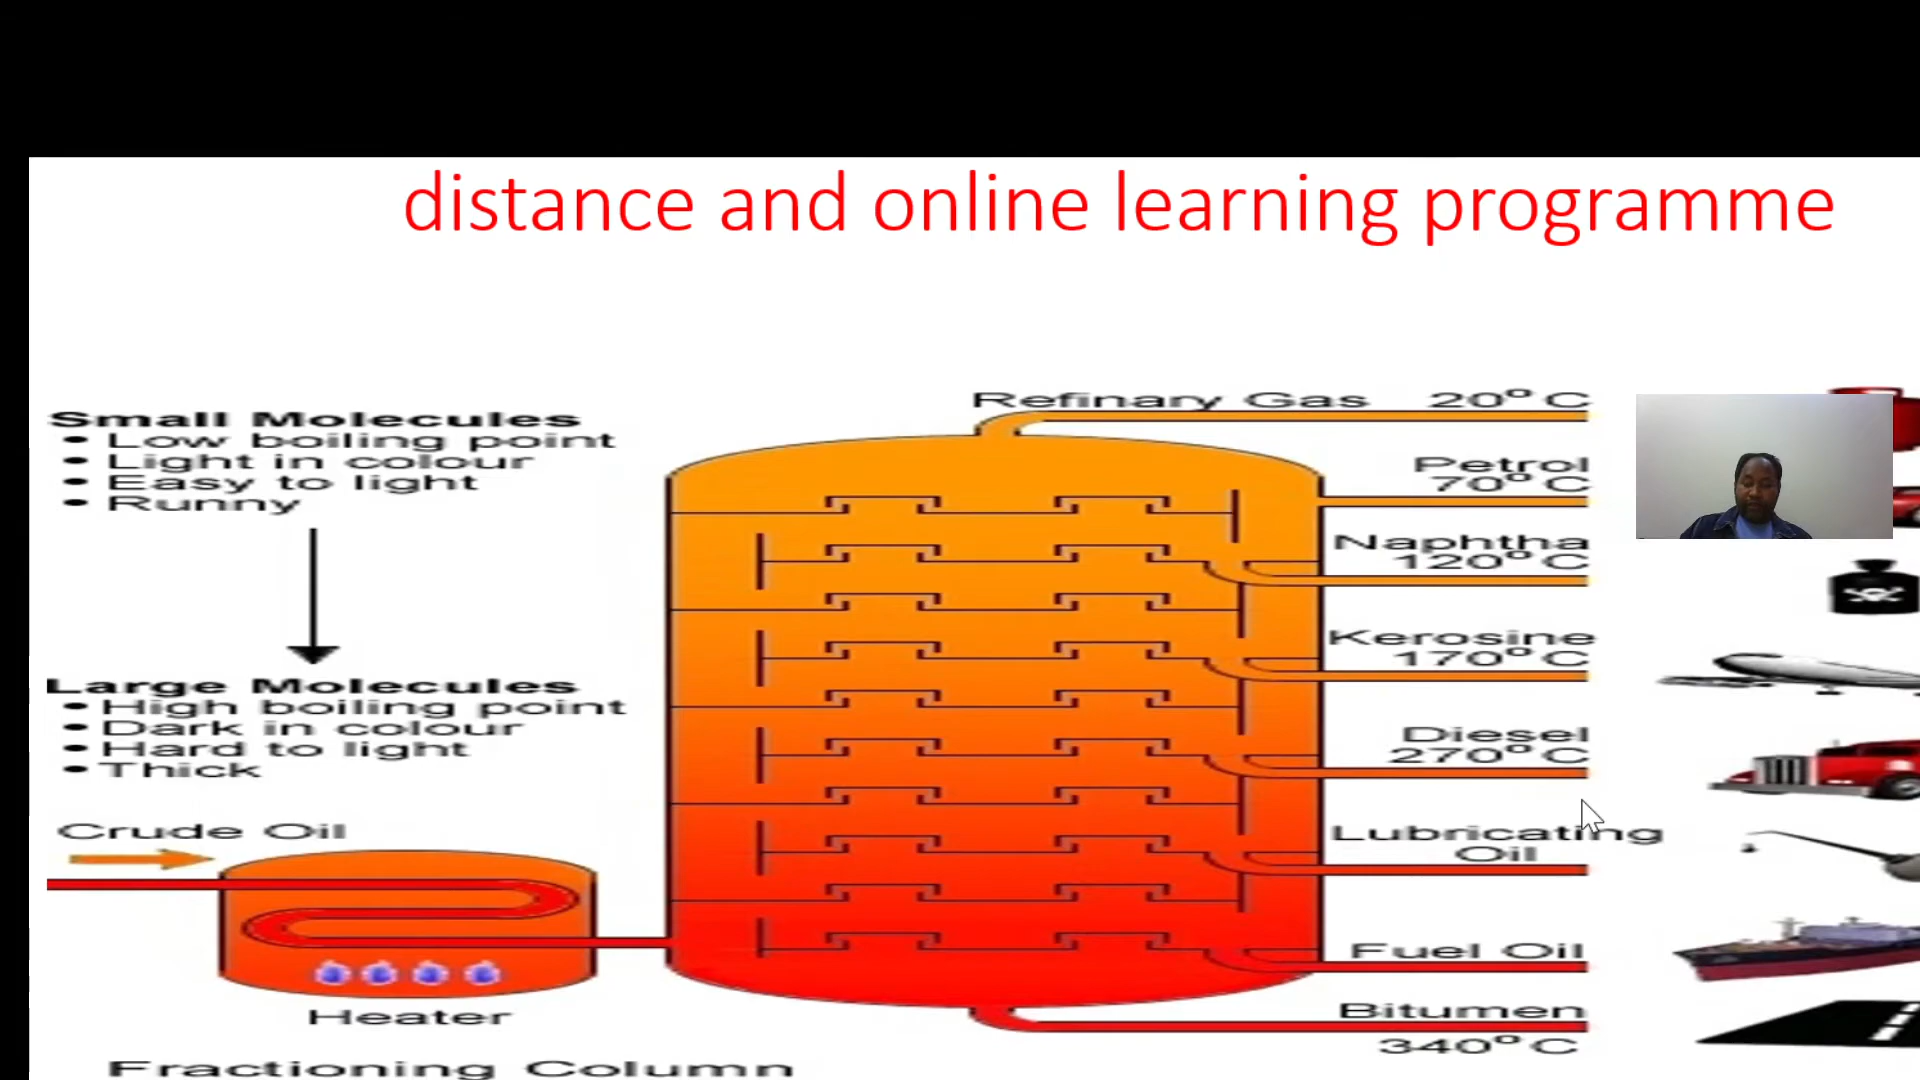 distance and online learning programme
Small Molecules
• Low boiling point
• Light in colour
• Easy to light
• Runny
Large Molecules
• High boiling point
• Dark in colour
• Hard to light
• Thick
Crude Oil
Heater
Fractioning Column
Refinary Gas 20° C
Petrol
70° C
Naphtha
120° C
Kerosine
170° C
Diesel
270° C
Lubricating
Oil
Fuel Oil
Bitumen
340° C